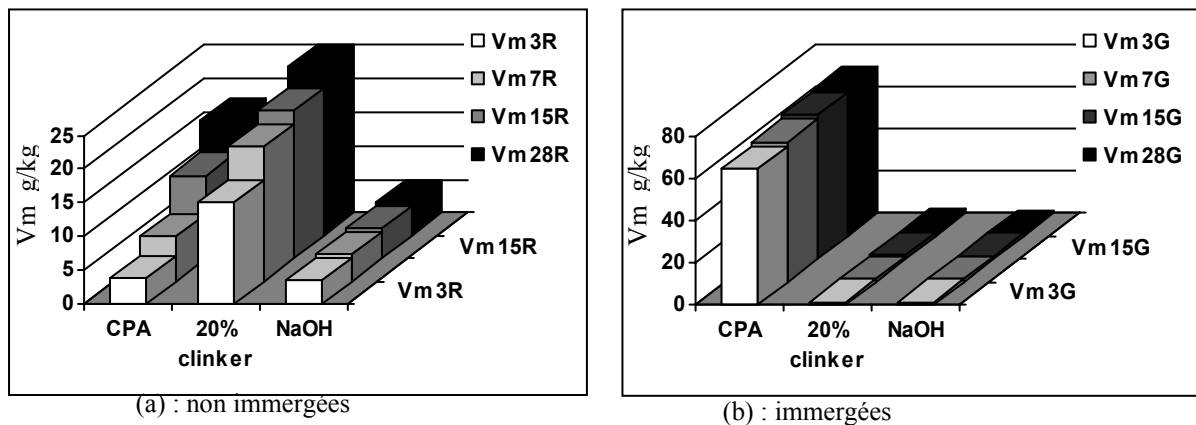 Vm 3R
Vm 7R
Vm 15R
Vm 28R
Vm g/kg
25
20
15
10
5
0
CPA
20%
clinker
NaOH
Vm 3R
Vm 15R
(a) : non immergées
Vm 3G
Vm 7G
Vm 15G
Vm 28G
Vm g/kg
80
60
40
20
0
CPA
20%
clinker
NaOH
Vm 3G
Vm 15G
(b) : immergées